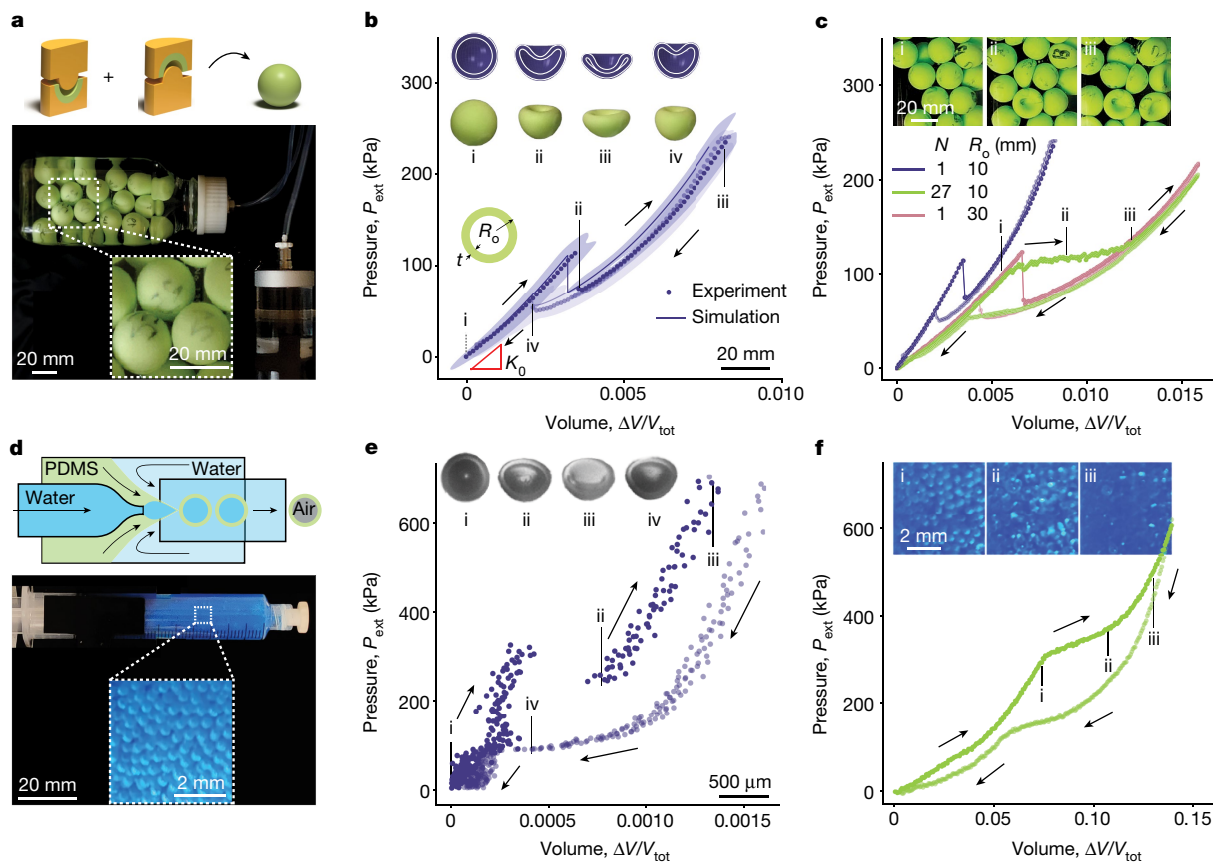 a
+
20 mm
20 mm
b
Pressure, P_ext (kPa)
300
200
100
0
i
ii
iii
iv
R_o
t
ii
iii
i
iv
K_0
Experiment
Simulation
20 mm
0
0.005
0.010
Volume, ΔV/V_tot
c
Pressure, P_ext (kPa)
300
200
100
0
i
ii
iii
20 mm
N R_o (mm)
1 10
27 10
1 30
i
ii
iii
0
0.005
0.010
0.015
Volume, ΔV/V_tot
d
PDMS
Water
Water
Air
20 mm
2 mm
e
Pressure, P_ext (kPa)
600
400
200
0
i
ii
iii
iv
iii
ii
iv
i
500 μm
0
0.0005
0.0010
0.0015
Volume, ΔV/V_tot
f
Pressure, P_ext (kPa)
600
400
200
0
i
ii
iii
2 mm
i
ii
iii
0
0.05
0.10
0.15
Volume, ΔV/V_tot